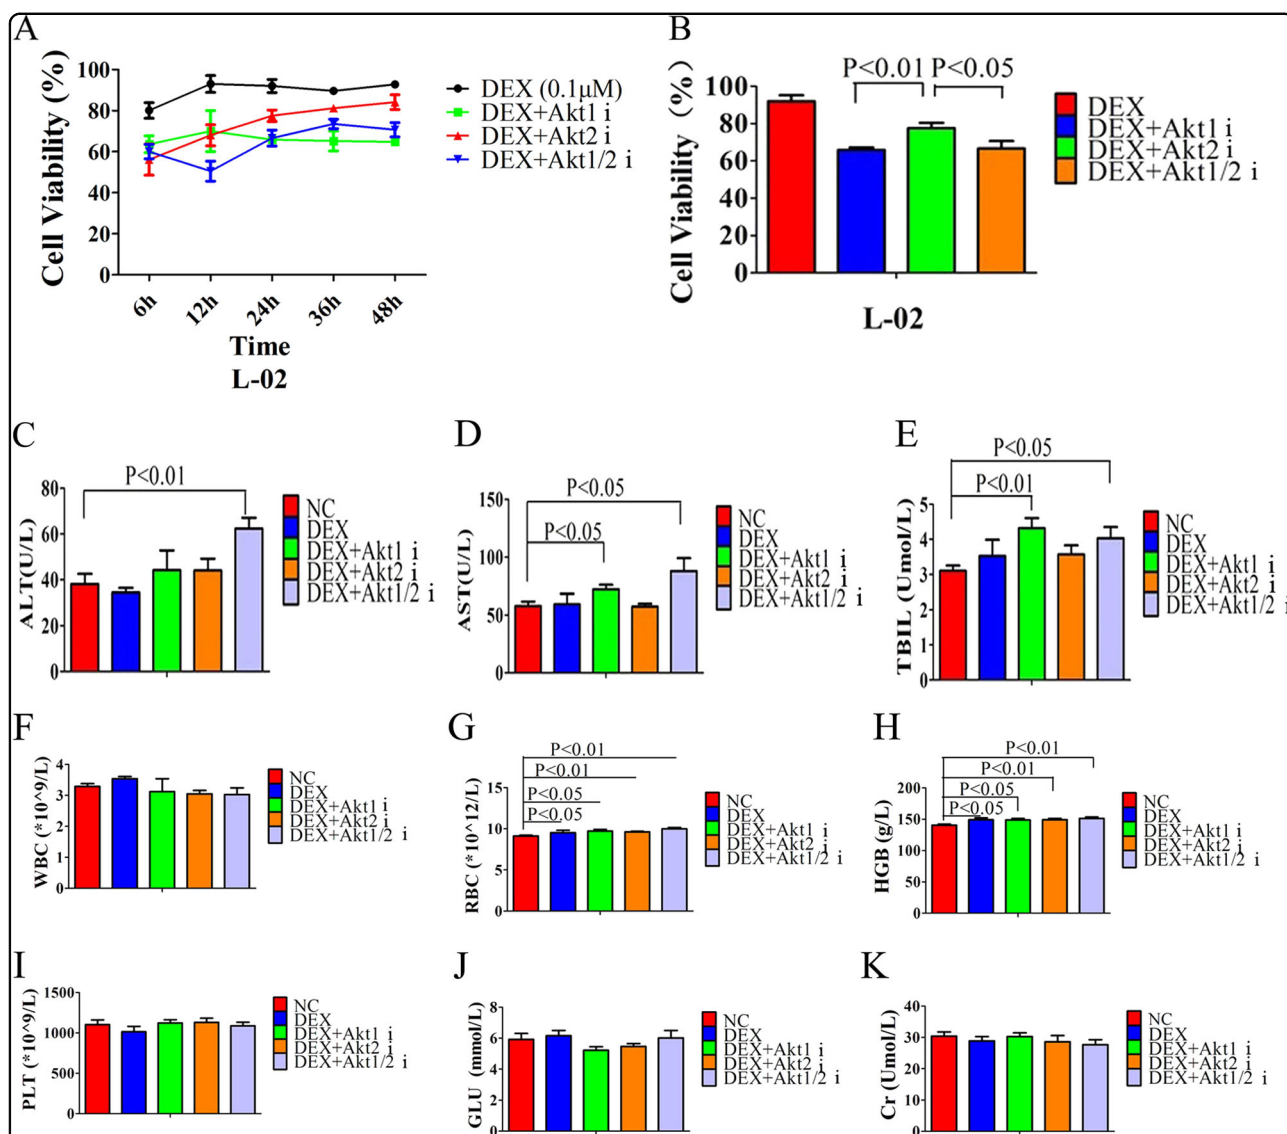 A
Cell Viability (%)
100
80
60
40
20
0
6h
12h
24h
36h
48h
Time
L-02
DEX (0.1μM)
DEX+Akt1 i
DEX+Akt2 i
DEX+Akt1/2 i
B
Cell Viability (%)
100
80
60
40
20
0
P<0.01
P<0.05
L-02
DEX
DEX+Akt1 i
DEX+Akt2 i
DEX+Akt1/2 i
C
ALT(U/L)
80
60
40
20
0
P<0.01
NC
DEX
DEX+Akt1 i
DEX+Akt2 i
DEX+Akt1/2 i
D
AST(U/L)
150
100
50
0
P<0.05
P<0.05
NC
DEX
DEX+Akt1 i
DEX+Akt2 i
DEX+Akt1/2 i
E
TBIL (Umol/L)
5
4
3
2
1
0
P<0.05
P<0.01
NC
DEX
DEX+Akt1 i
DEX+Akt2 i
DEX+Akt1/2 i
F
WBC (*10^9/L)
4
3
2
1
0
NC
DEX
DEX+Akt1 i
DEX+Akt2 i
DEX+Akt1/2 i
G
RBC (*10^12/L)
15
10
5
0
P<0.01
P<0.01
P<0.05
P<0.05
NC
DEX
DEX+Akt1 i
DEX+Akt2 i
DEX+Akt1/2 i
H
HGB (g/L)
200
150
100
50
0
P<0.01
P<0.01
P<0.05
P<0.05
NC
DEX
DEX+Akt1 i
DEX+Akt2 i
DEX+Akt1/2 i
I
PLT (*10^9/L)
1500
1000
500
0
NC
DEX
DEX+Akt1 i
DEX+Akt2 i
DEX+Akt1/2 i
J
GLU (mmol/L)
8
6
4
2
0
NC
DEX
DEX+Akt1 i
DEX+Akt2 i
DEX+Akt1/2 i
K
Cr (Umol/L)
40
30
20
10
0
NC
DEX
DEX+Akt1 i
DEX+Akt2 i
DEX+Akt1/2 i